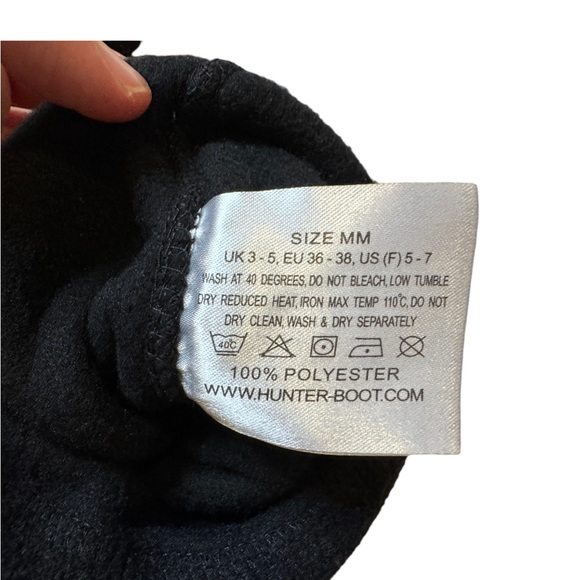 SIZE MM
UK 3 - 5, EU 36 - 38, US (F) 5 - 7
WASH AT 40 DEGREES, DO NOT BLEACH, LOW TUMBLE
DRY REDUCED HEAT, IRON MAX TEMP 110℃, DO NOT
DRY CLEAN, WASH & DRY SEPARATELY
40℃
100% POLYESTER
WWW.HUNTER-BOOT.COM